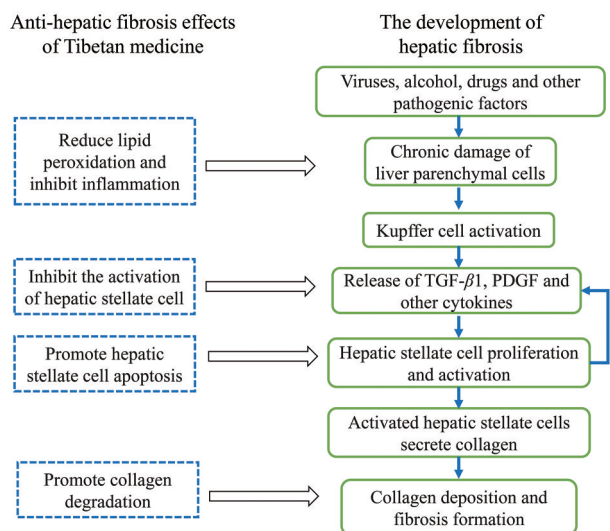 Anti-hepatic fibrosis effects
of Tibetan medicine
The development of
hepatic fibrosis
Viruses, alcohol, drugs and other
pathogenic factors
Reduce lipid
peroxidation and
inhibit inflammation
Chronic damage of
liver parenchymal cells
Kupffer cell activation
Inhibit the activation
of hepatic stellate cell
Release of TGF-β1, PDGF and
other cytokines
Promote hepatic
stellate cell apoptosis
Hepatic stellate cell proliferation
and activation
Activated hepatic stellate cells
secrete collagen
Promote collagen
degradation
Collagen deposition and
fibrosis formation